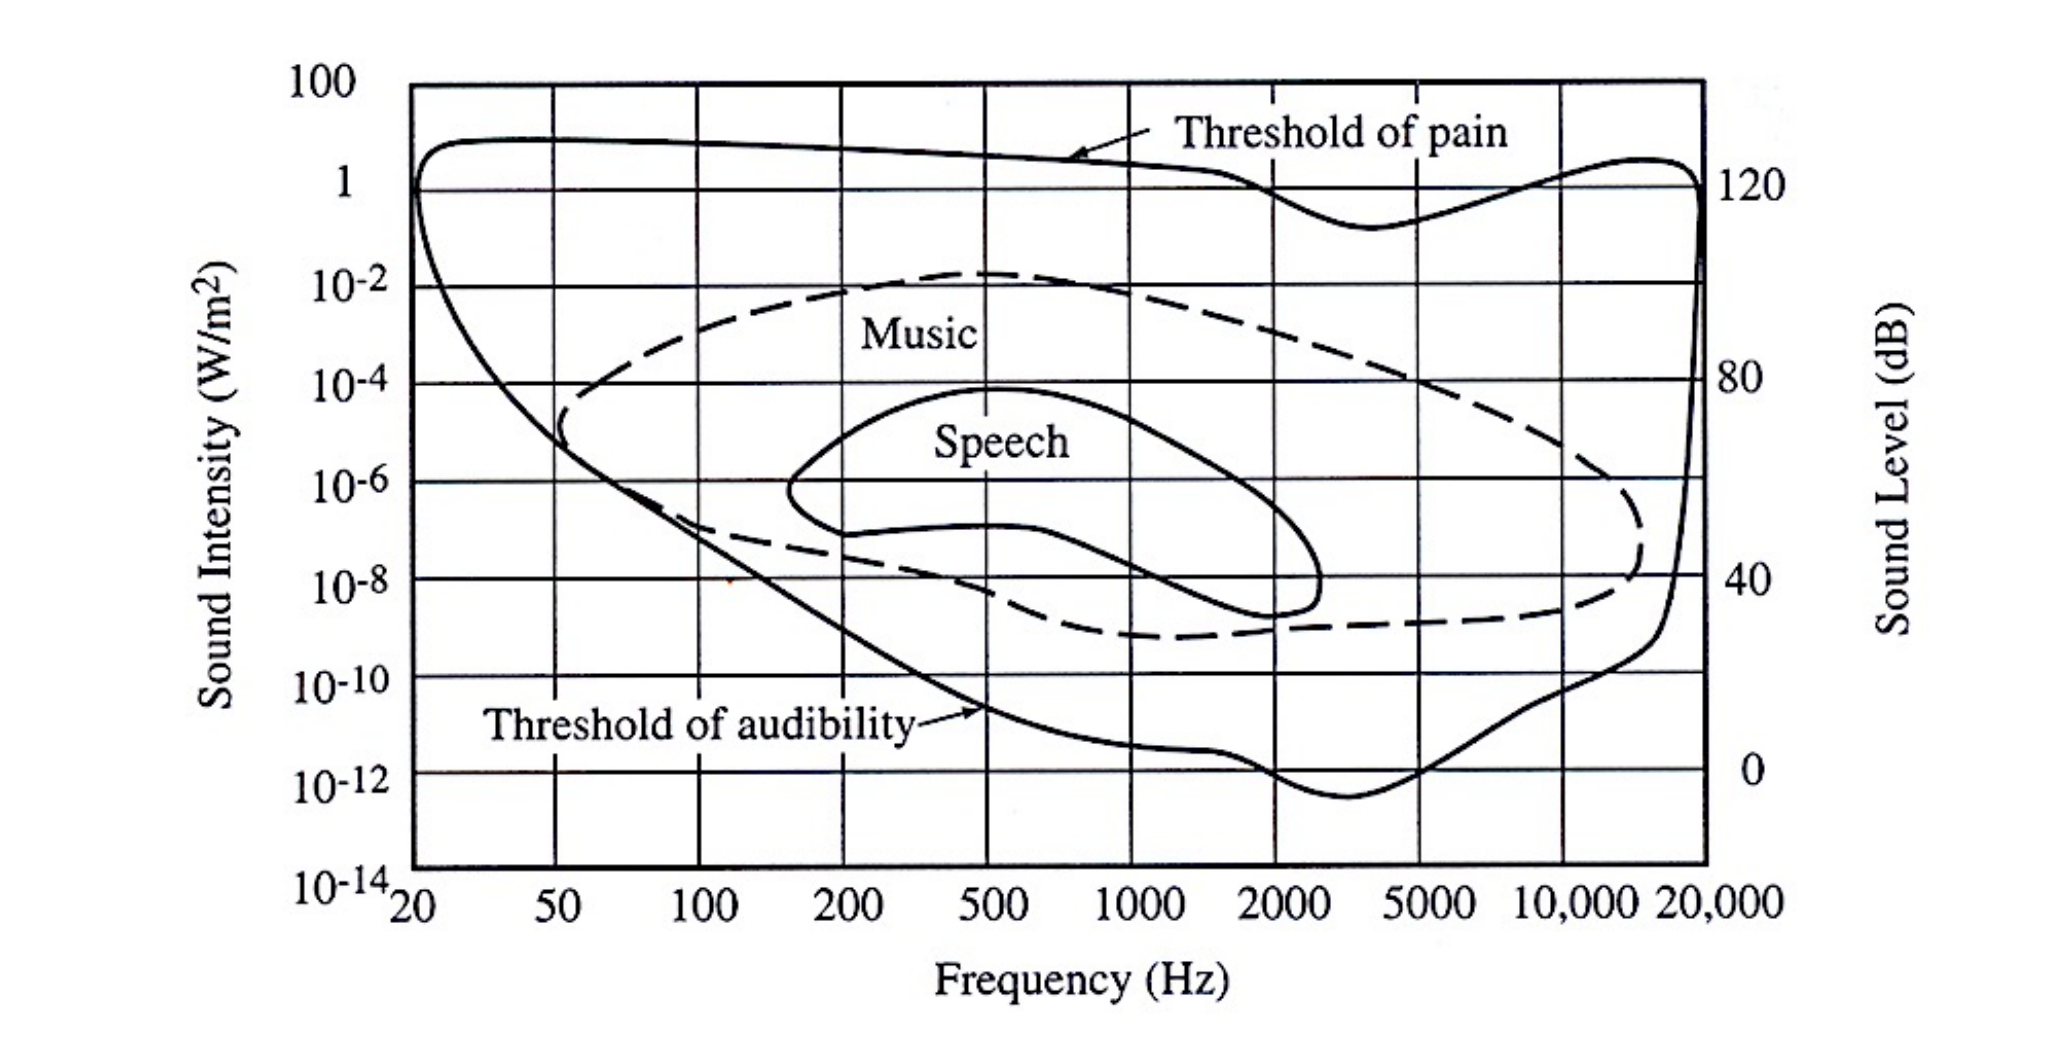 100
Threshold of pain
1
120
10-2
Music
10-4
80
Speech
10-6
10-8
40
10-10
Threshold of audibility
10-12
0
10-14
20 50 100 200 500 1000 2000 5000 10,000 20,000
Frequency (Hz)
Sound Intensity (W/m2)
Sound Level (dB)